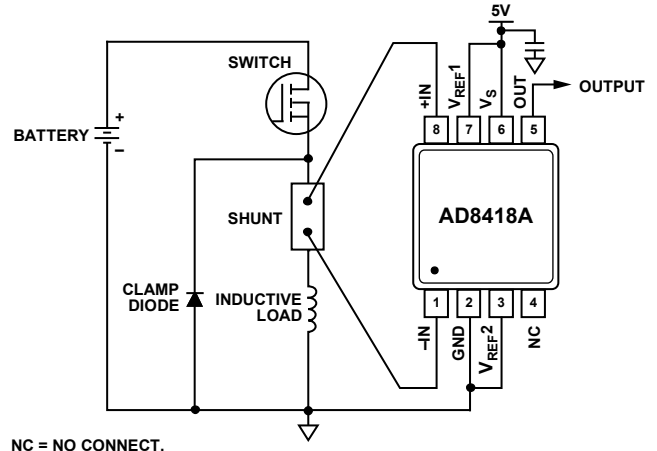 5V
SWITCH
+IN
VREF1
VS
OUT
OUTPUT
8
7
6
5
BATTERY
+
–
SHUNT
AD8418A
CLAMP
DIODE
INDUCTIVE
LOAD
1
2
3
4
–IN
GND
VREF2
NC
NC = NO CONNECT.